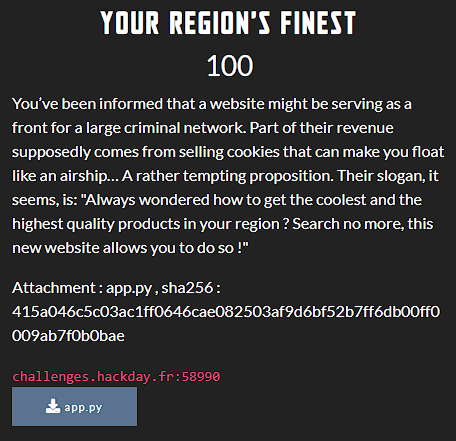 YOUR REGION'S FINEST
100
You've been informed that a website might be serving as a
front for a large criminal network. Part of their revenue
supposedly comes from selling cookies that can make you float
like an airship... A rather tempting proposition. Their slogan, it
seems, is: "Always wondered how to get the coolest and the
highest quality products in your region ? Search no more, this
new website allows you to do so !"
Attachment : app.py , sha256 :
415a046c5c03ac1ff0646cae082503af9d6bf52b7ff6db00ff0
009ab7f0b0bae
challenges.hackday.fr:58990
app.py